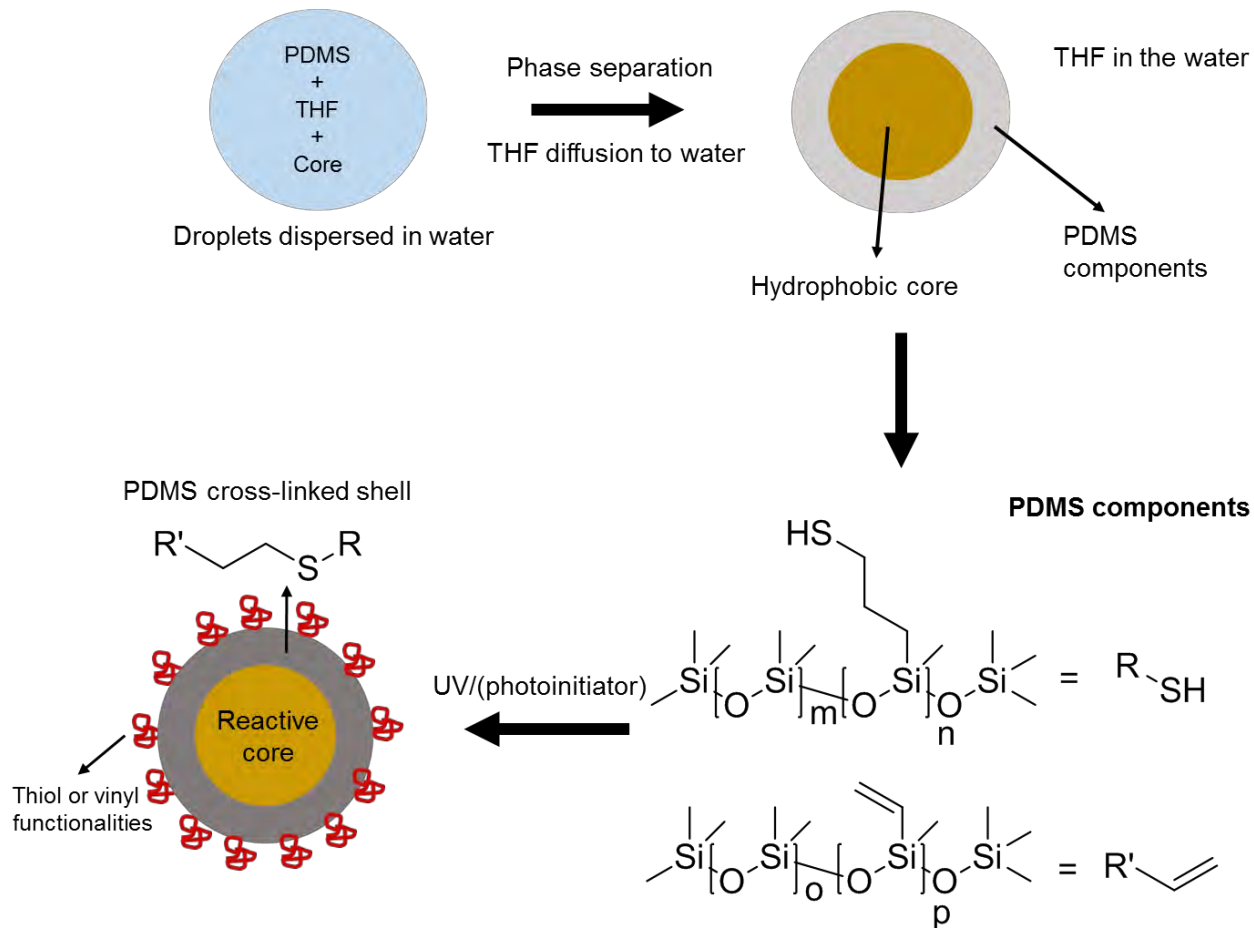 PDMS
+
THF
+
Core
Droplets dispersed in water
Phase separation
THF diffusion to water
THF in the water
PDMS
components
Hydrophobic core
PDMS components
HS
Si
O
Si
m
O
Si
n
O
Si
=
R
SH
Si
O
Si
o
O
Si
p
O
Si
=
R'
UV/(photoinitiator)
PDMS cross-linked shell
R'
S
R
Reactive
core
Thiol or vinyl
functionalities